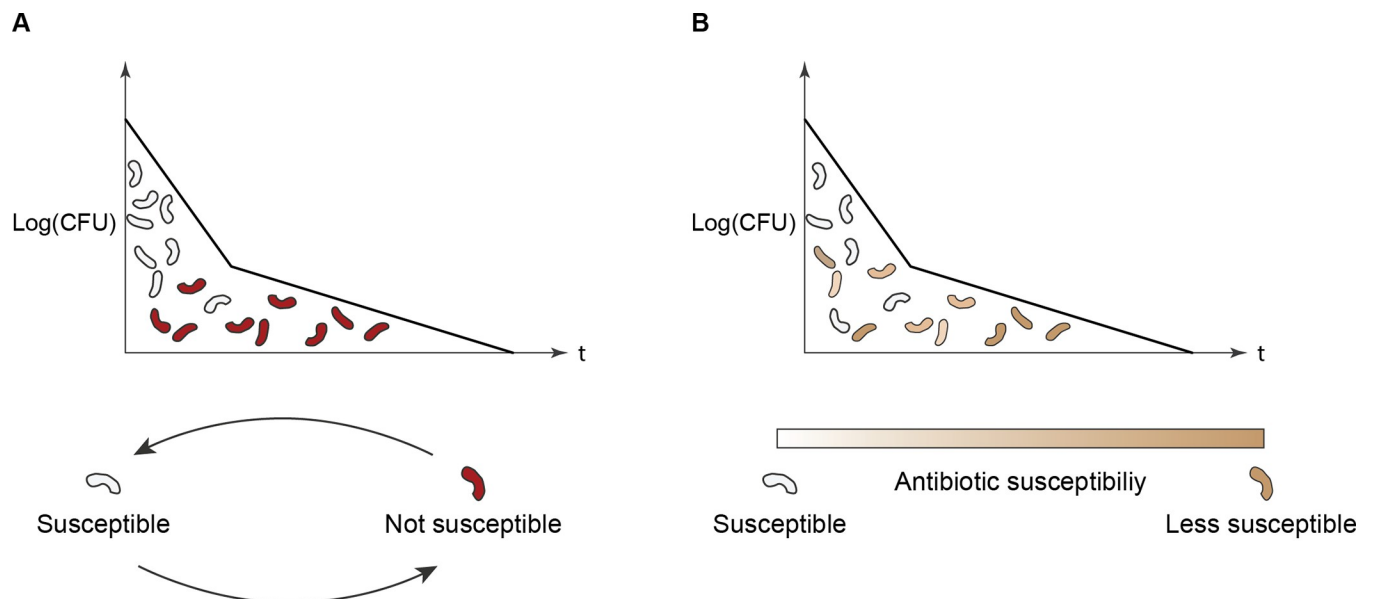 A
B
Log(CFU)
t
Log(CFU)
t
Susceptible
Not susceptible
Antibiotic susceptibiliy
Susceptible
Less susceptible